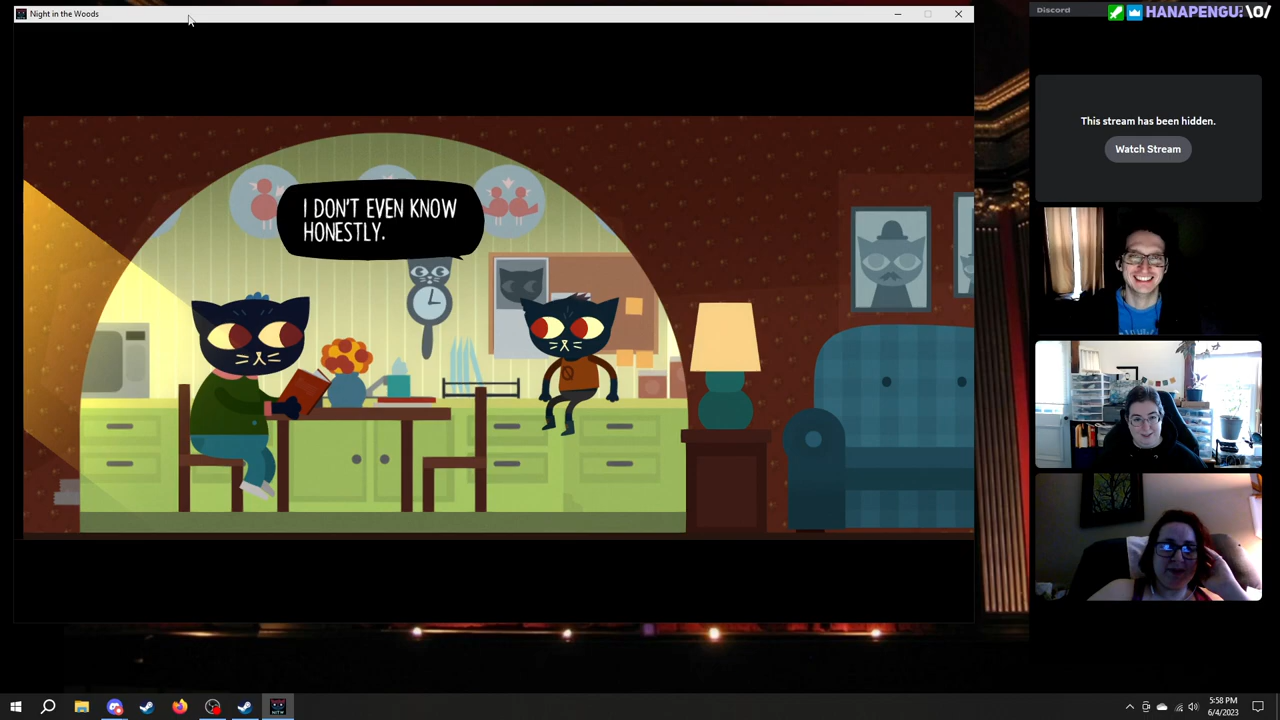 Night in the Woods
Discord
HANAPENGU! \O/
This stream has been hidden.
Watch Stream
I DON'T EVEN KNOW
HONESTLY.
5:58 PM
6/4/2023